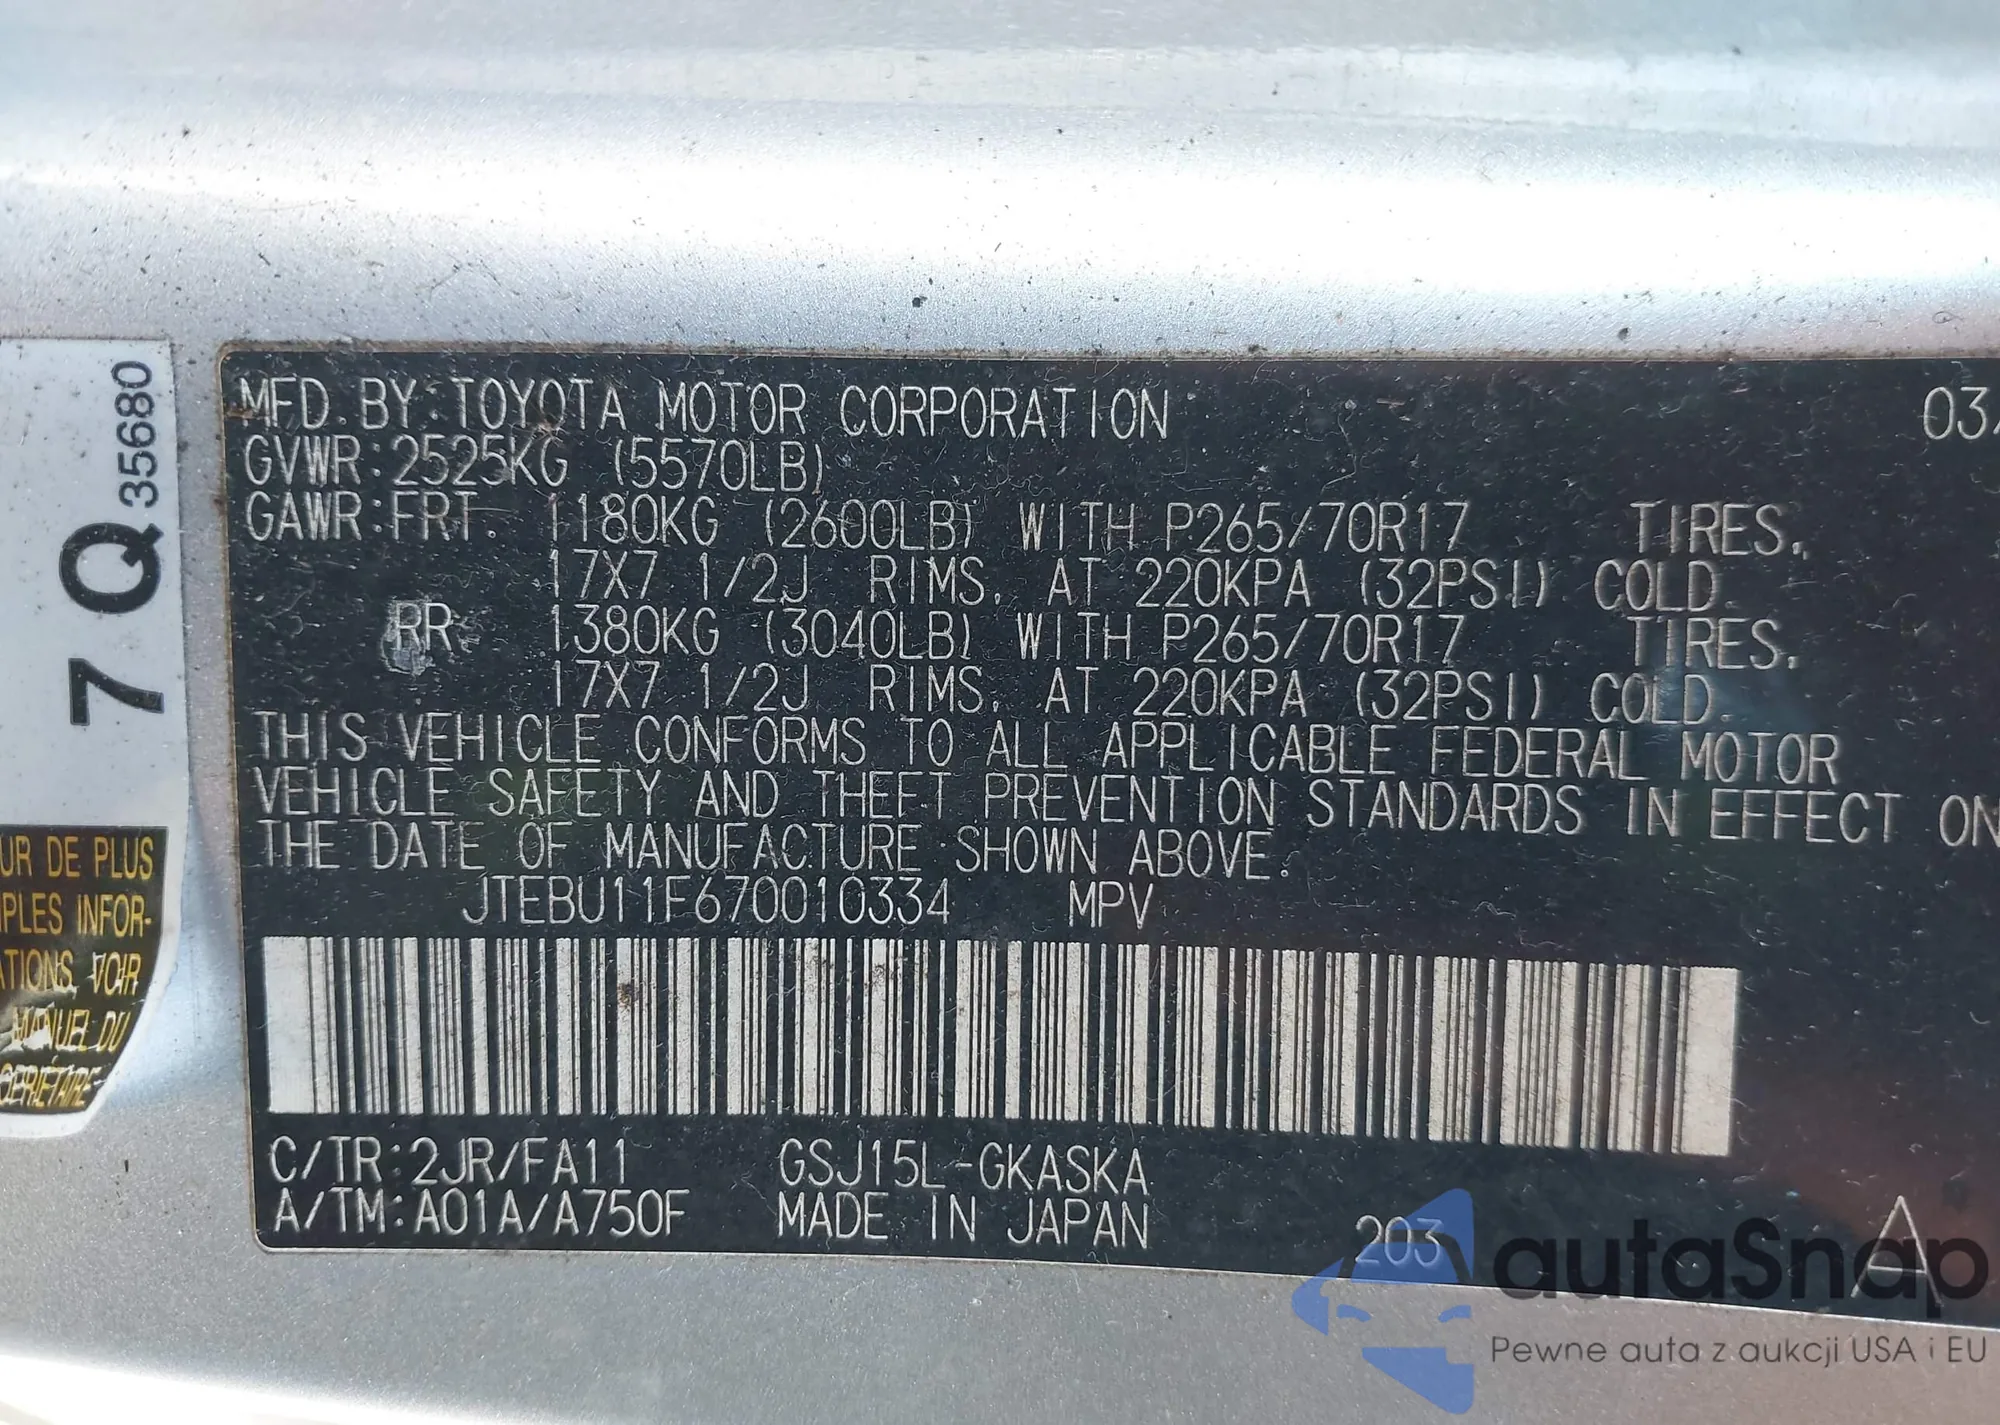 MFD. BY:TOYOTA MOTOR CORPORATION 03/
GVWR:2525KG (5570LB)
GAWR:FRT. 1180KG (2600LB) WITH P265/70R17 TIRES,
17X7 1/2J RIMS, AT 220KPA (32PSI) COLD.
RR. 1380KG (3040LB) WITH P265/70R17 TIRES,
17X7 1/2J RIMS, AT 220KPA (32PSI) COLD.
THIS VEHICLE CONFORMS TO ALL APPLICABLE FEDERAL MOTOR
VEHICLE SAFETY AND THEFT PREVENTION STANDARDS IN EFFECT ON
THE DATE OF MANUFACTURE SHOWN ABOVE.
JTEBU11F670010334 MPV
C/TR:2JR/FA11 GSJ15L-GKASKA
A/TM:A01A/A750F MADE IN JAPAN 203 A
7 Q 35680
UR DE PLUS
PLES INFOR-
ATIONS, VOIR
MANUEL DU
autaSnap
Pewne auta z aukcji USA i EU